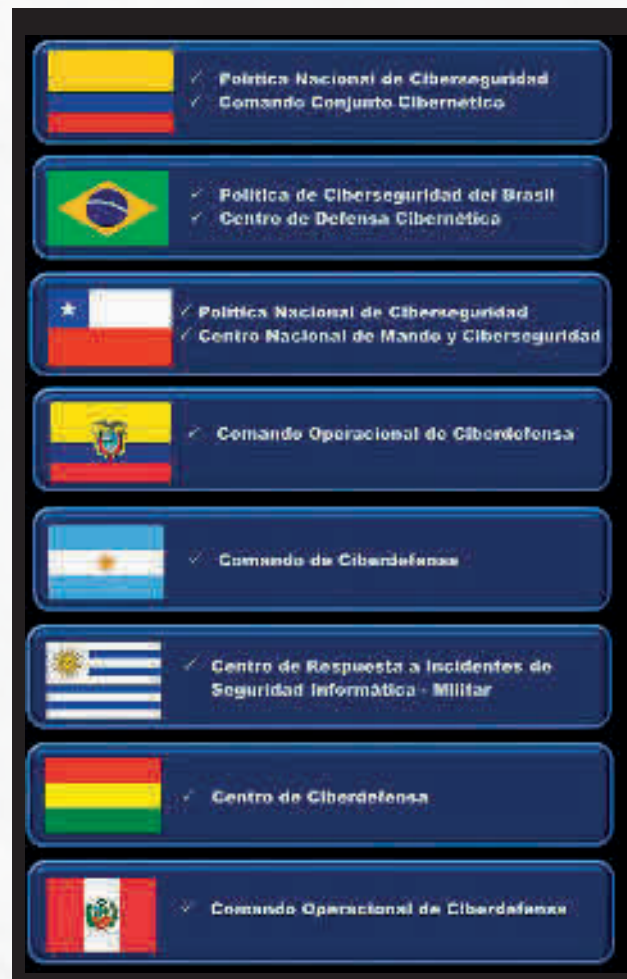 ✓ Política Nacional de Ciberseguridad
✓ Comando Conjunto Cibernético
✓ Política de Ciberseguridad del Brasil
✓ Centro de Defensa Cibernética
✓ Política Nacional de Ciberseguridad
✓ Centro Nacional de Mando y Ciberseguridad
✓ Comando Operacional de Ciberdefensa
✓ Comando de Ciberdefensa
✓ Centro de Respuesta a Incidentes de
Seguridad Informática - Militar
✓ Centro de Ciberdefensa
✓ Comando Operacional de Ciberdefensa